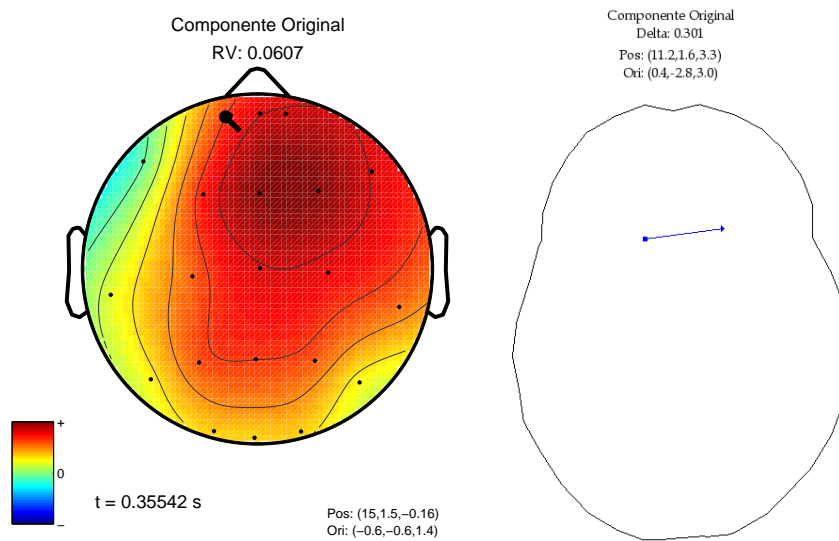 Componente Original
RV: 0.0607
+
0
−
t = 0.35542 s
Pos: (15,1.5,−0.16)
Ori: (−0.6,−0.6,1.4)
Componente Original
Delta: 0.301
Pos: (11.2,1.6,3.3)
Ori: (0.4,-2.8,3.0)